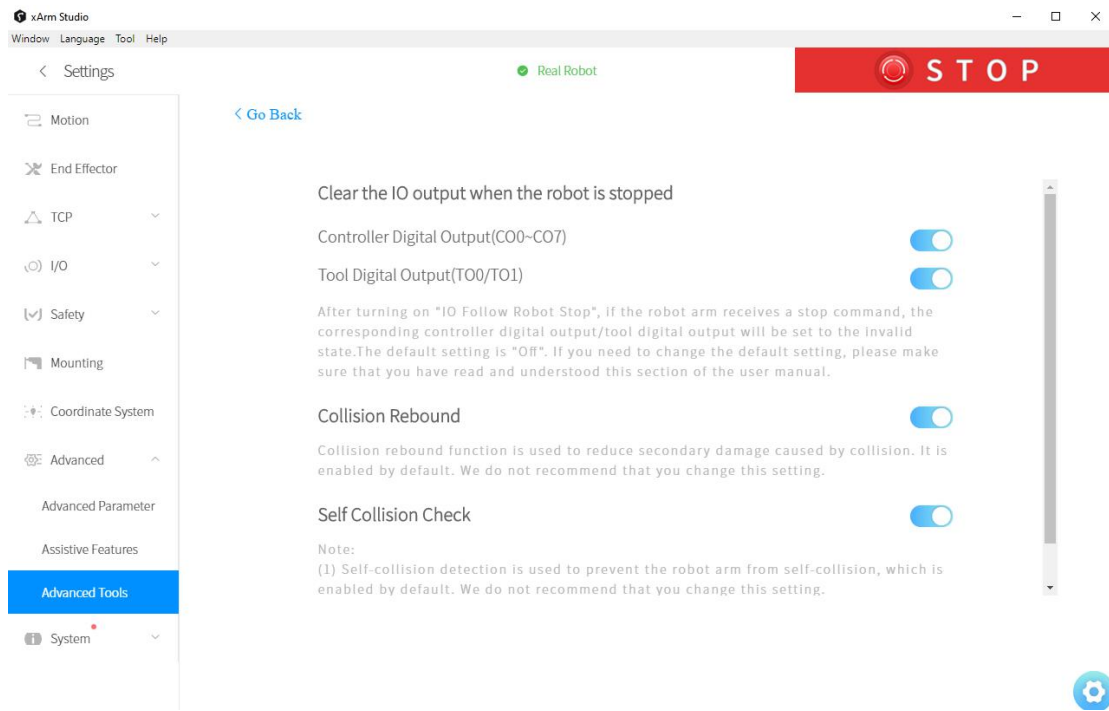 xArm Studio
Window Language Tool Help
Settings
Real Robot
STOP
Motion
End Effector
TCP
I/O
Safety
Mounting
Coordinate System
Advanced
Advanced Parameter
Assistive Features
Advanced Tools
System
< Go Back
Clear the IO output when the robot is stopped
Controller Digital Output(CO0~CO7)
Tool Digital Output(TO0/TO1)
After turning on "IO Follow Robot Stop", if the robot arm receives a stop command, the
corresponding controller digital output/tool digital output will be set to the invalid
state.The default setting is "Off". If you need to change the default setting, please make
sure that you have read and understood this section of the user manual.
Collision Rebound
Collision rebound function is used to reduce secondary damage caused by collision. It is
enabled by default. We do not recommend that you change this setting.
Self Collision Check
Note:
(1) Self-collision detection is used to prevent the robot arm from self-collision, which is
enabled by default. We do not recommend that you change this setting.